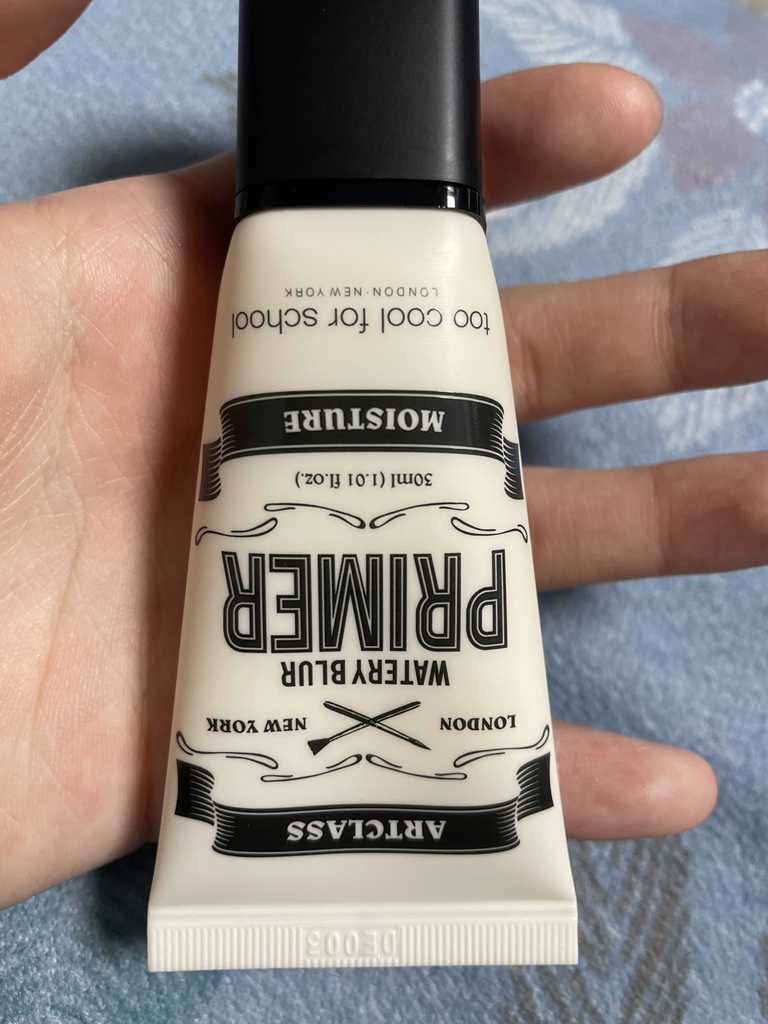 DE003
ARTCLASS
LONDON NEW YORK
WATERY BLUR
PRIMER
30ml (1.01 fl.oz.)
MOISTURE
too cool for school
LONDON·NEW YORK